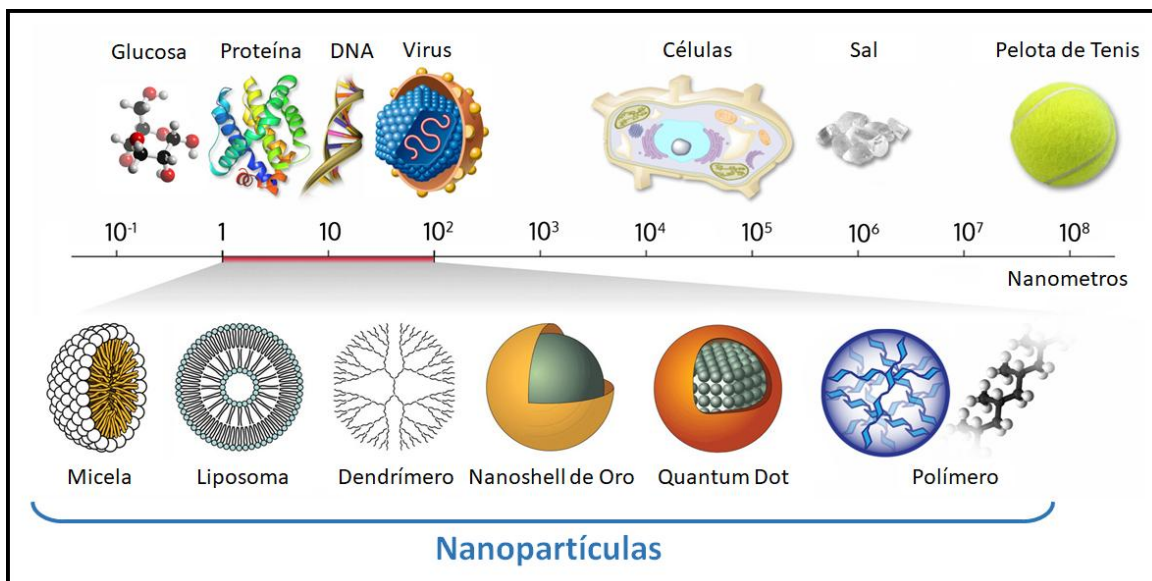 Glucosa Proteína DNA Virus Células Sal Pelota de Tenis
10⁻¹ 1 10 10² 10³ 10⁴ 10⁵ 10⁶ 10⁷ 10⁸
Nanometros
Micela Liposoma Dendrímero Nanoshell de Oro Quantum Dot Polímero
Nanopartículas